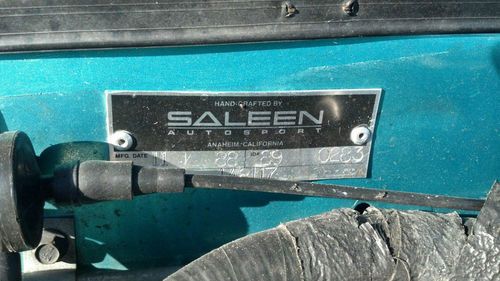 HANDCRAFTED BY
SALEEN
AUTOSPORT
ANAHEIM, CALIFORNIA
MFG. DATE 88 0283